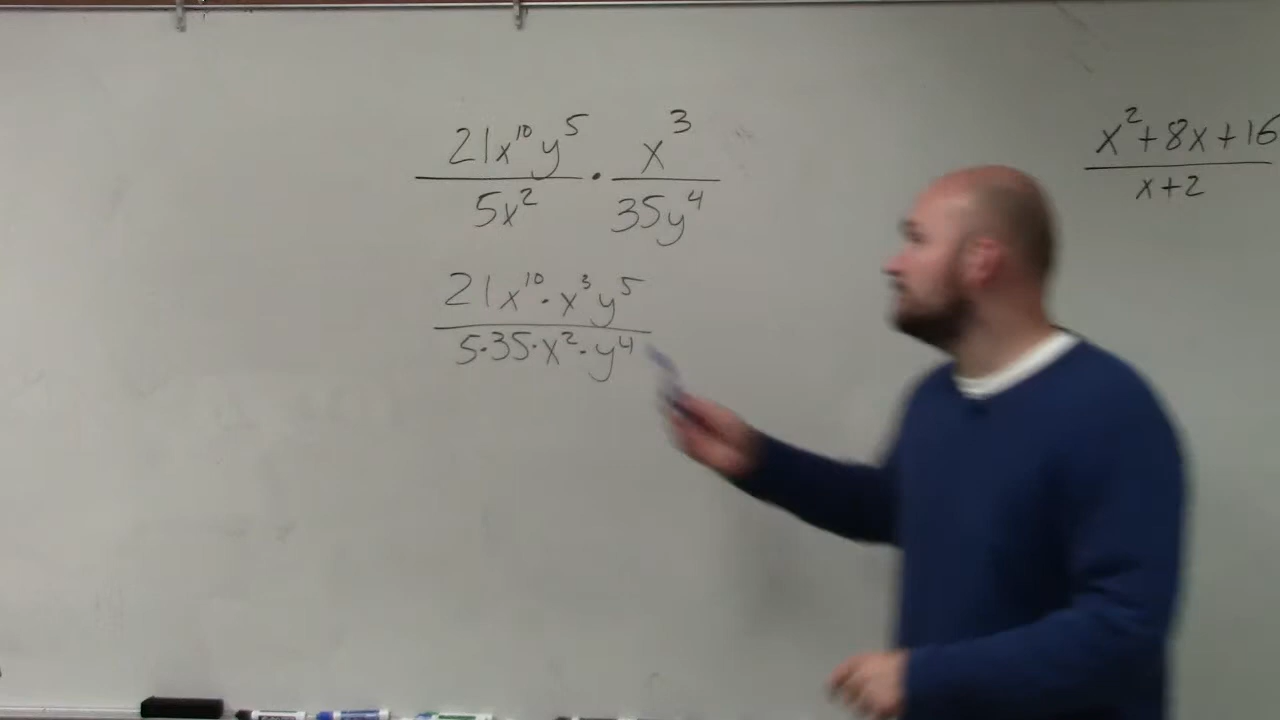 21x¹⁰y⁵ · x³
5x² 35y⁴
21x¹⁰·x³y⁵
5·35·x²·y⁴
x²+8x+16
x+2